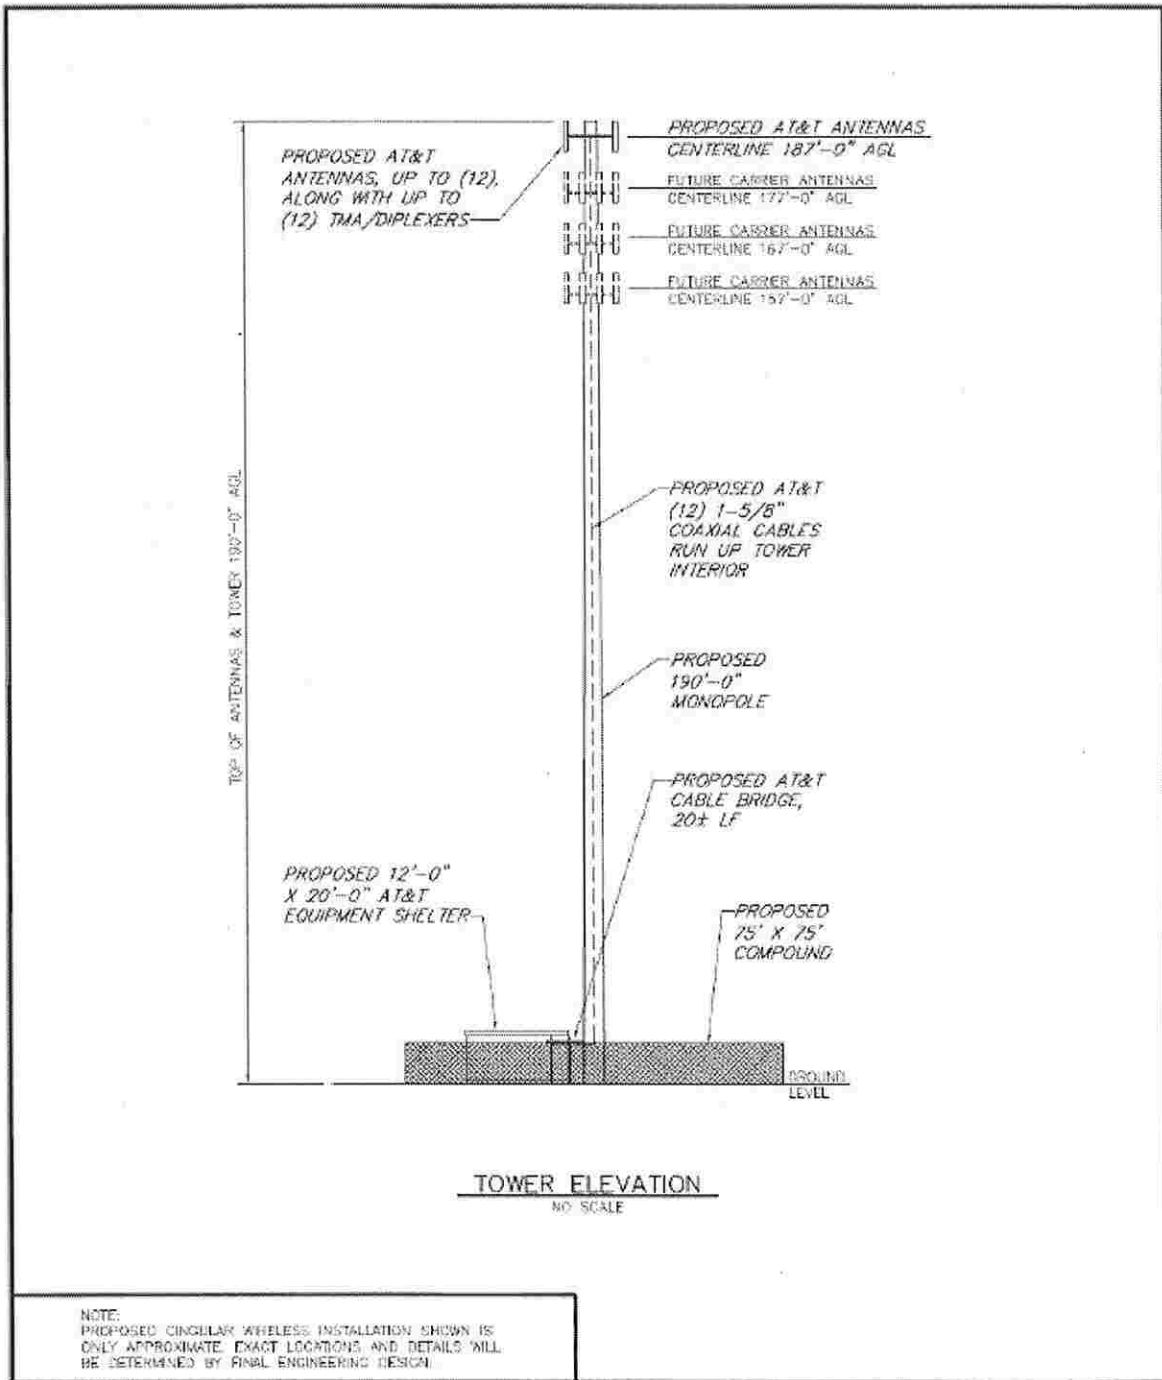 PROPOSED AT&T
ANTENNAS, UP TO (12),
ALONG WITH UP TO
(12) TMA/DIPLEXERS
PROPOSED AT&T ANTENNAS
CENTERLINE 187'-0" AGL
FUTURE CARRIER ANTENNAS
CENTERLINE 177'-0" AGL
FUTURE CARRIER ANTENNAS
CENTERLINE 167'-0" AGL
FUTURE CARRIER ANTENNAS
CENTERLINE 157'-0" AGL
TOP OF ANTENNAS & TOWER 190'-0" AGL
PROPOSED AT&T
(12) 1-5/8"
COAXIAL CABLES
RUN UP TOWER
INTERIOR
PROPOSED
190'-0"
MONOPOLE
PROPOSED AT&T
CABLE BRIDGE,
20± LF
PROPOSED 12'-0"
X 20'-0" AT&T
EQUIPMENT SHELTER
PROPOSED
75' X 75'
COMPOUND
GROUND
LEVEL
TOWER ELEVATION
NO SCALE
NOTE:
PROPOSED CINGULAR WIRELESS INSTALLATION SHOWN IS
ONLY APPROXIMATE. EXACT LOCATIONS AND DETAILS WILL
BE DETERMINED BY FINAL ENGINEERING DESIGN.